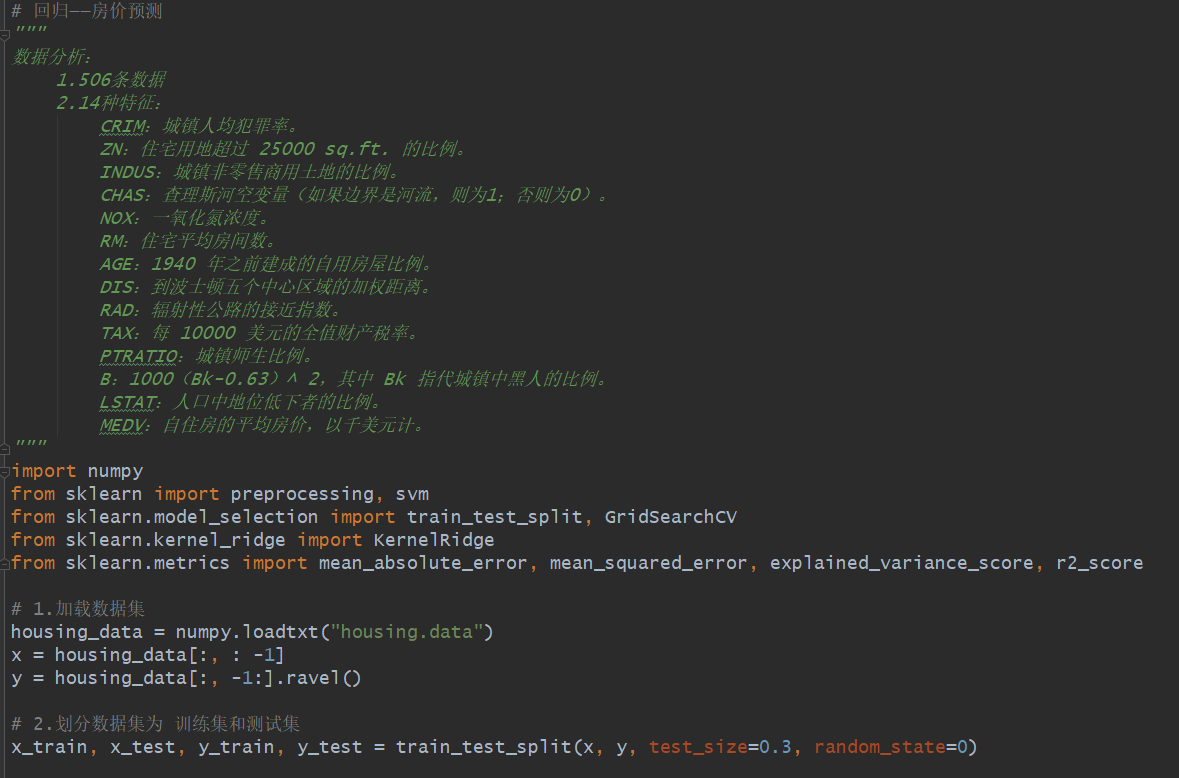 # 回归——房价预测
"""
数据分析:
1.506条数据
2.14种特征:
CRIM: 城镇人均犯罪率。
ZN: 住宅用地超过 25000 sq.ft. 的比例。
INDUS: 城镇非零售商用土地的比例。
CHAS: 查理斯河空变量（如果边界是河流，则为1；否则为0）。
NOX: 一氧化氮浓度。
RM: 住宅平均房间数。
AGE: 1940 年之前建成的自用房屋比例。
DIS: 到波士顿五个中心区域的加权距离。
RAD: 辐射性公路的接近指数。
TAX: 每 10000 美元的全值财产税率。
PTRATIO: 城镇师生比例。
B: 1000（Bk-0.63）^ 2，其中 Bk 指代城镇中黑人的比例。
LSTAT: 人口中地位低下者的比例。
MEDV: 自住房的平均房价，以千美元计。
"""
import numpy
from sklearn import preprocessing, svm
from sklearn.model_selection import train_test_split, GridSearchCV
from sklearn.kernel_ridge import KernelRidge
from sklearn.metrics import mean_absolute_error, mean_squared_error, explained_variance_score, r2_score
# 1.加载数据集
housing_data = numpy.loadtxt("housing.data")
x = housing_data[:, : -1]
y = housing_data[:, -1:].ravel()
# 2.划分数据集为 训练集和测试集
x_train, x_test, y_train, y_test = train_test_split(x, y, test_size=0.3, random_state=0)